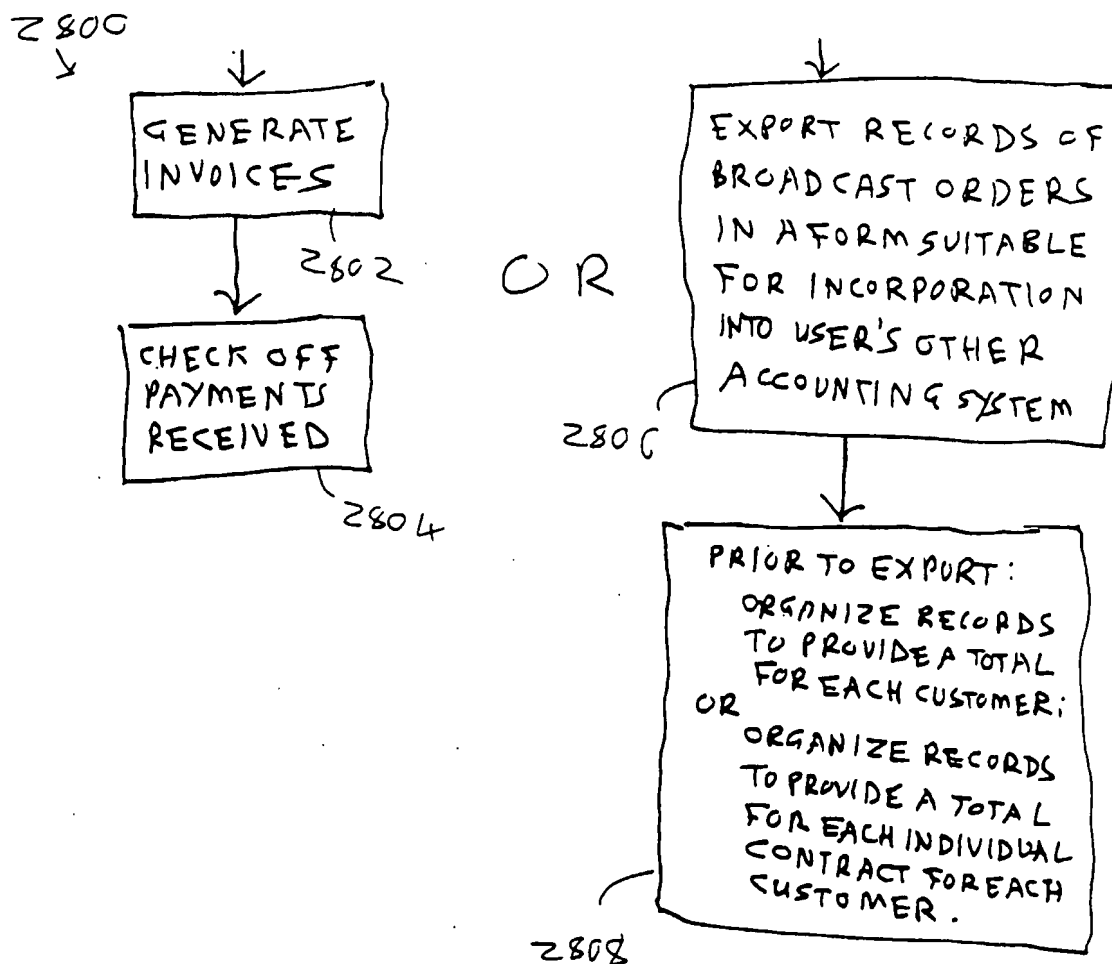 2800
GENERATE
INVOICES
2802
CHECK OFF
PAYMENTS
RECEIVED
2804
OR
EXPORT RECORDS OF
BROADCAST ORDERS
IN A FORM SUITABLE
FOR INCORPORATION
INTO USER'S OTHER
ACCOUNTING SYSTEM
2806
PRIOR TO EXPORT:
ORGANIZE RECORDS
TO PROVIDE A TOTAL
FOR EACH CUSTOMER;
OR
ORGANIZE RECORDS
TO PROVIDE A TOTAL
FOR EACH INDIVIDUAL
CONTRACT FOR EACH
CUSTOMER.
2808